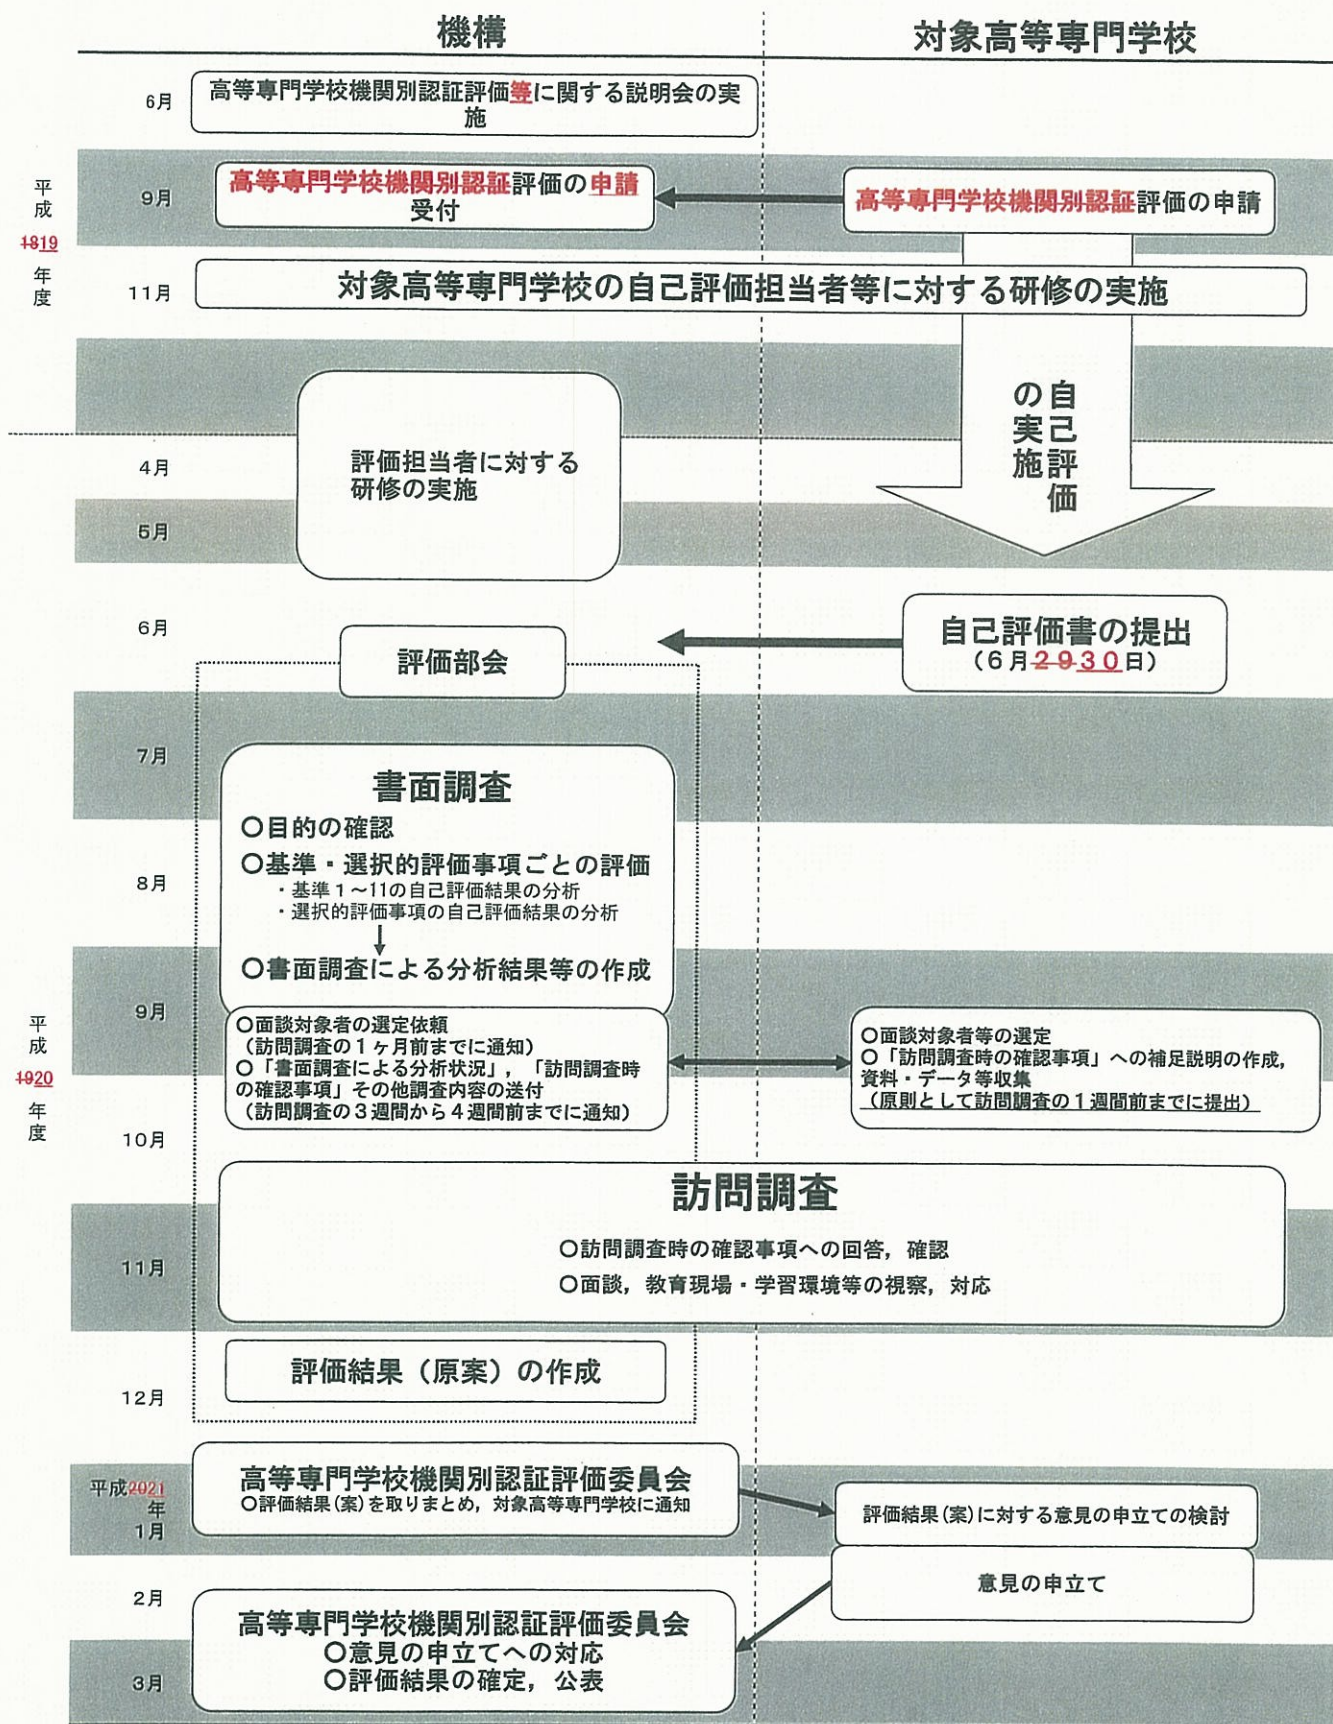 機構
対象高等専門学校
6月
高等専門学校機関別認証評価等に関する説明会の実
施
平成
1819
年度
9月
高等専門学校機関別認証評価の申請
受付
高等専門学校機関別認証評価の申請
11月
対象高等専門学校の自己評価担当者等に対する研修の実施
自己評価
の実施
4月
評価担当者に対する
研修の実施
5月
6月
評価部会
自己評価書の提出
(6月2930日)
7月
書面調査
○目的の確認
○基準・選択的評価事項ごとの評価
・基準1～11の自己評価結果の分析
・選択的評価事項の自己評価結果の分析
8月
○書面調査による分析結果等の作成
平成
1920
年度
9月
○面談対象者の選定依頼
(訪問調査の1ヶ月前までに通知)
○「書面調査による分析状況」，「訪問調査時
の確認事項」その他調査内容の送付
(訪問調査の3週間から4週間前までに通知)
○面談対象者等の選定
○「訪問調査時の確認事項」への補足説明の作成，
資料・データ等収集
(原則として訪問調査の1週間前までに提出)
10月
訪問調査
○訪問調査時の確認事項への回答，確認
○面談，教育現場・学習環境等の視察，対応
11月
評価結果（原案）の作成
12月
平成2021
年
1月
高等専門学校機関別認証評価委員会
○評価結果(案)を取りまとめ，対象高等専門学校に通知
評価結果(案)に対する意見の申立ての検討
意見の申立て
2月
高等専門学校機関別認証評価委員会
○意見の申立てへの対応
○評価結果の確定，公表
3月